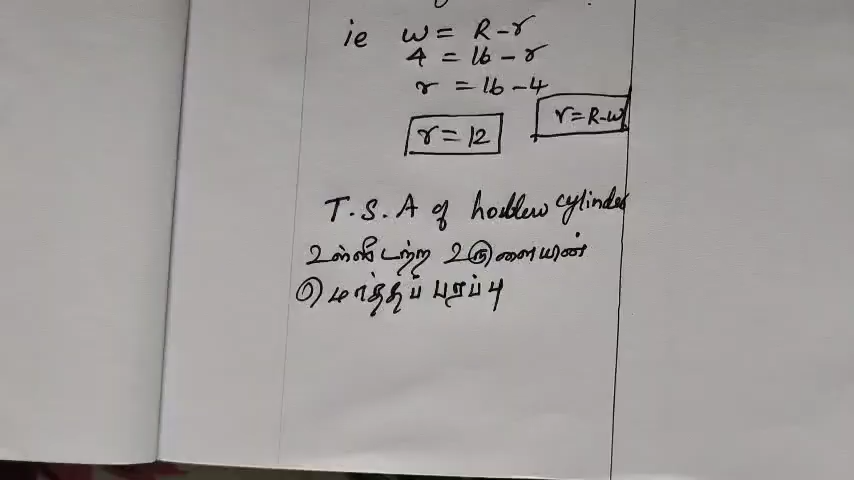 ie w = R-r
4 = 16 - r
r = 16 - 4
r = 12
r = R-w
T.S.A of hollow cylinder
உள்ளீடற்ற உருளையின்
மொத்தப் பரப்பு